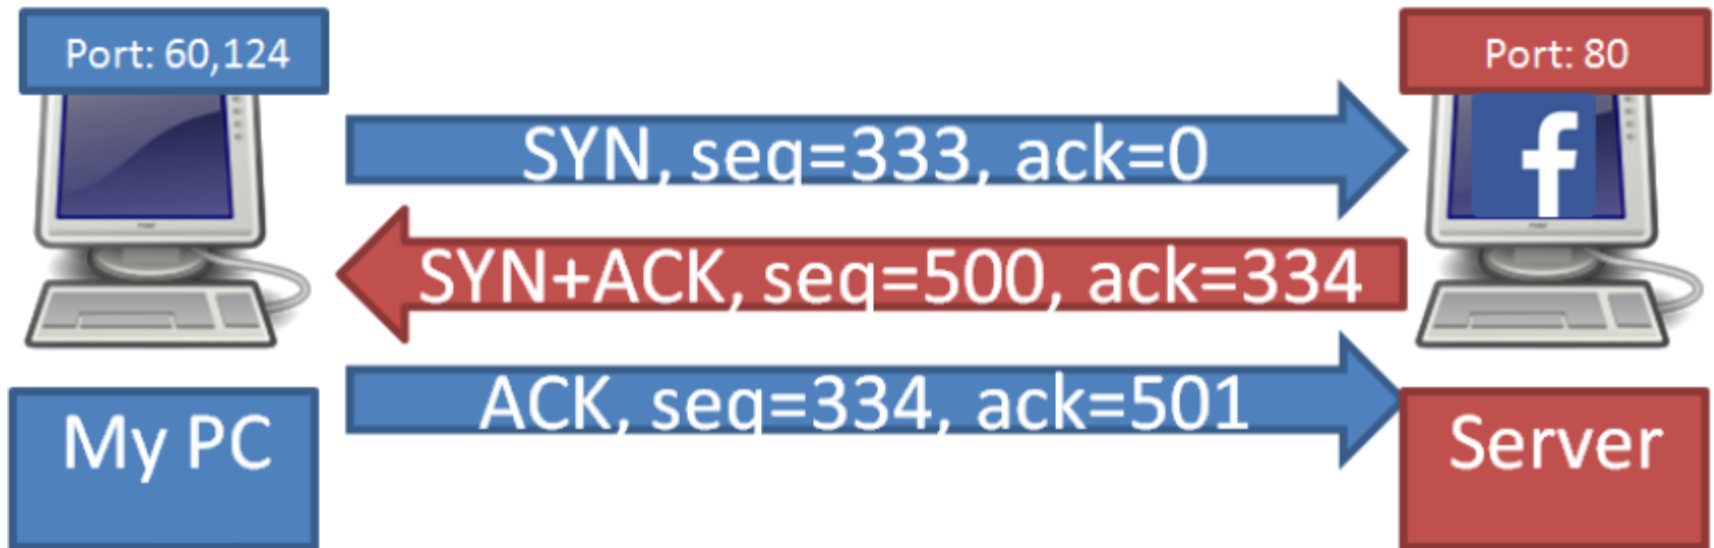 Port: 60,124
Port: 80
f
SYN, seq=333, ack=0
SYN+ACK, seq=500, ack=334
ACK, seq=334, ack=501
My PC
Server